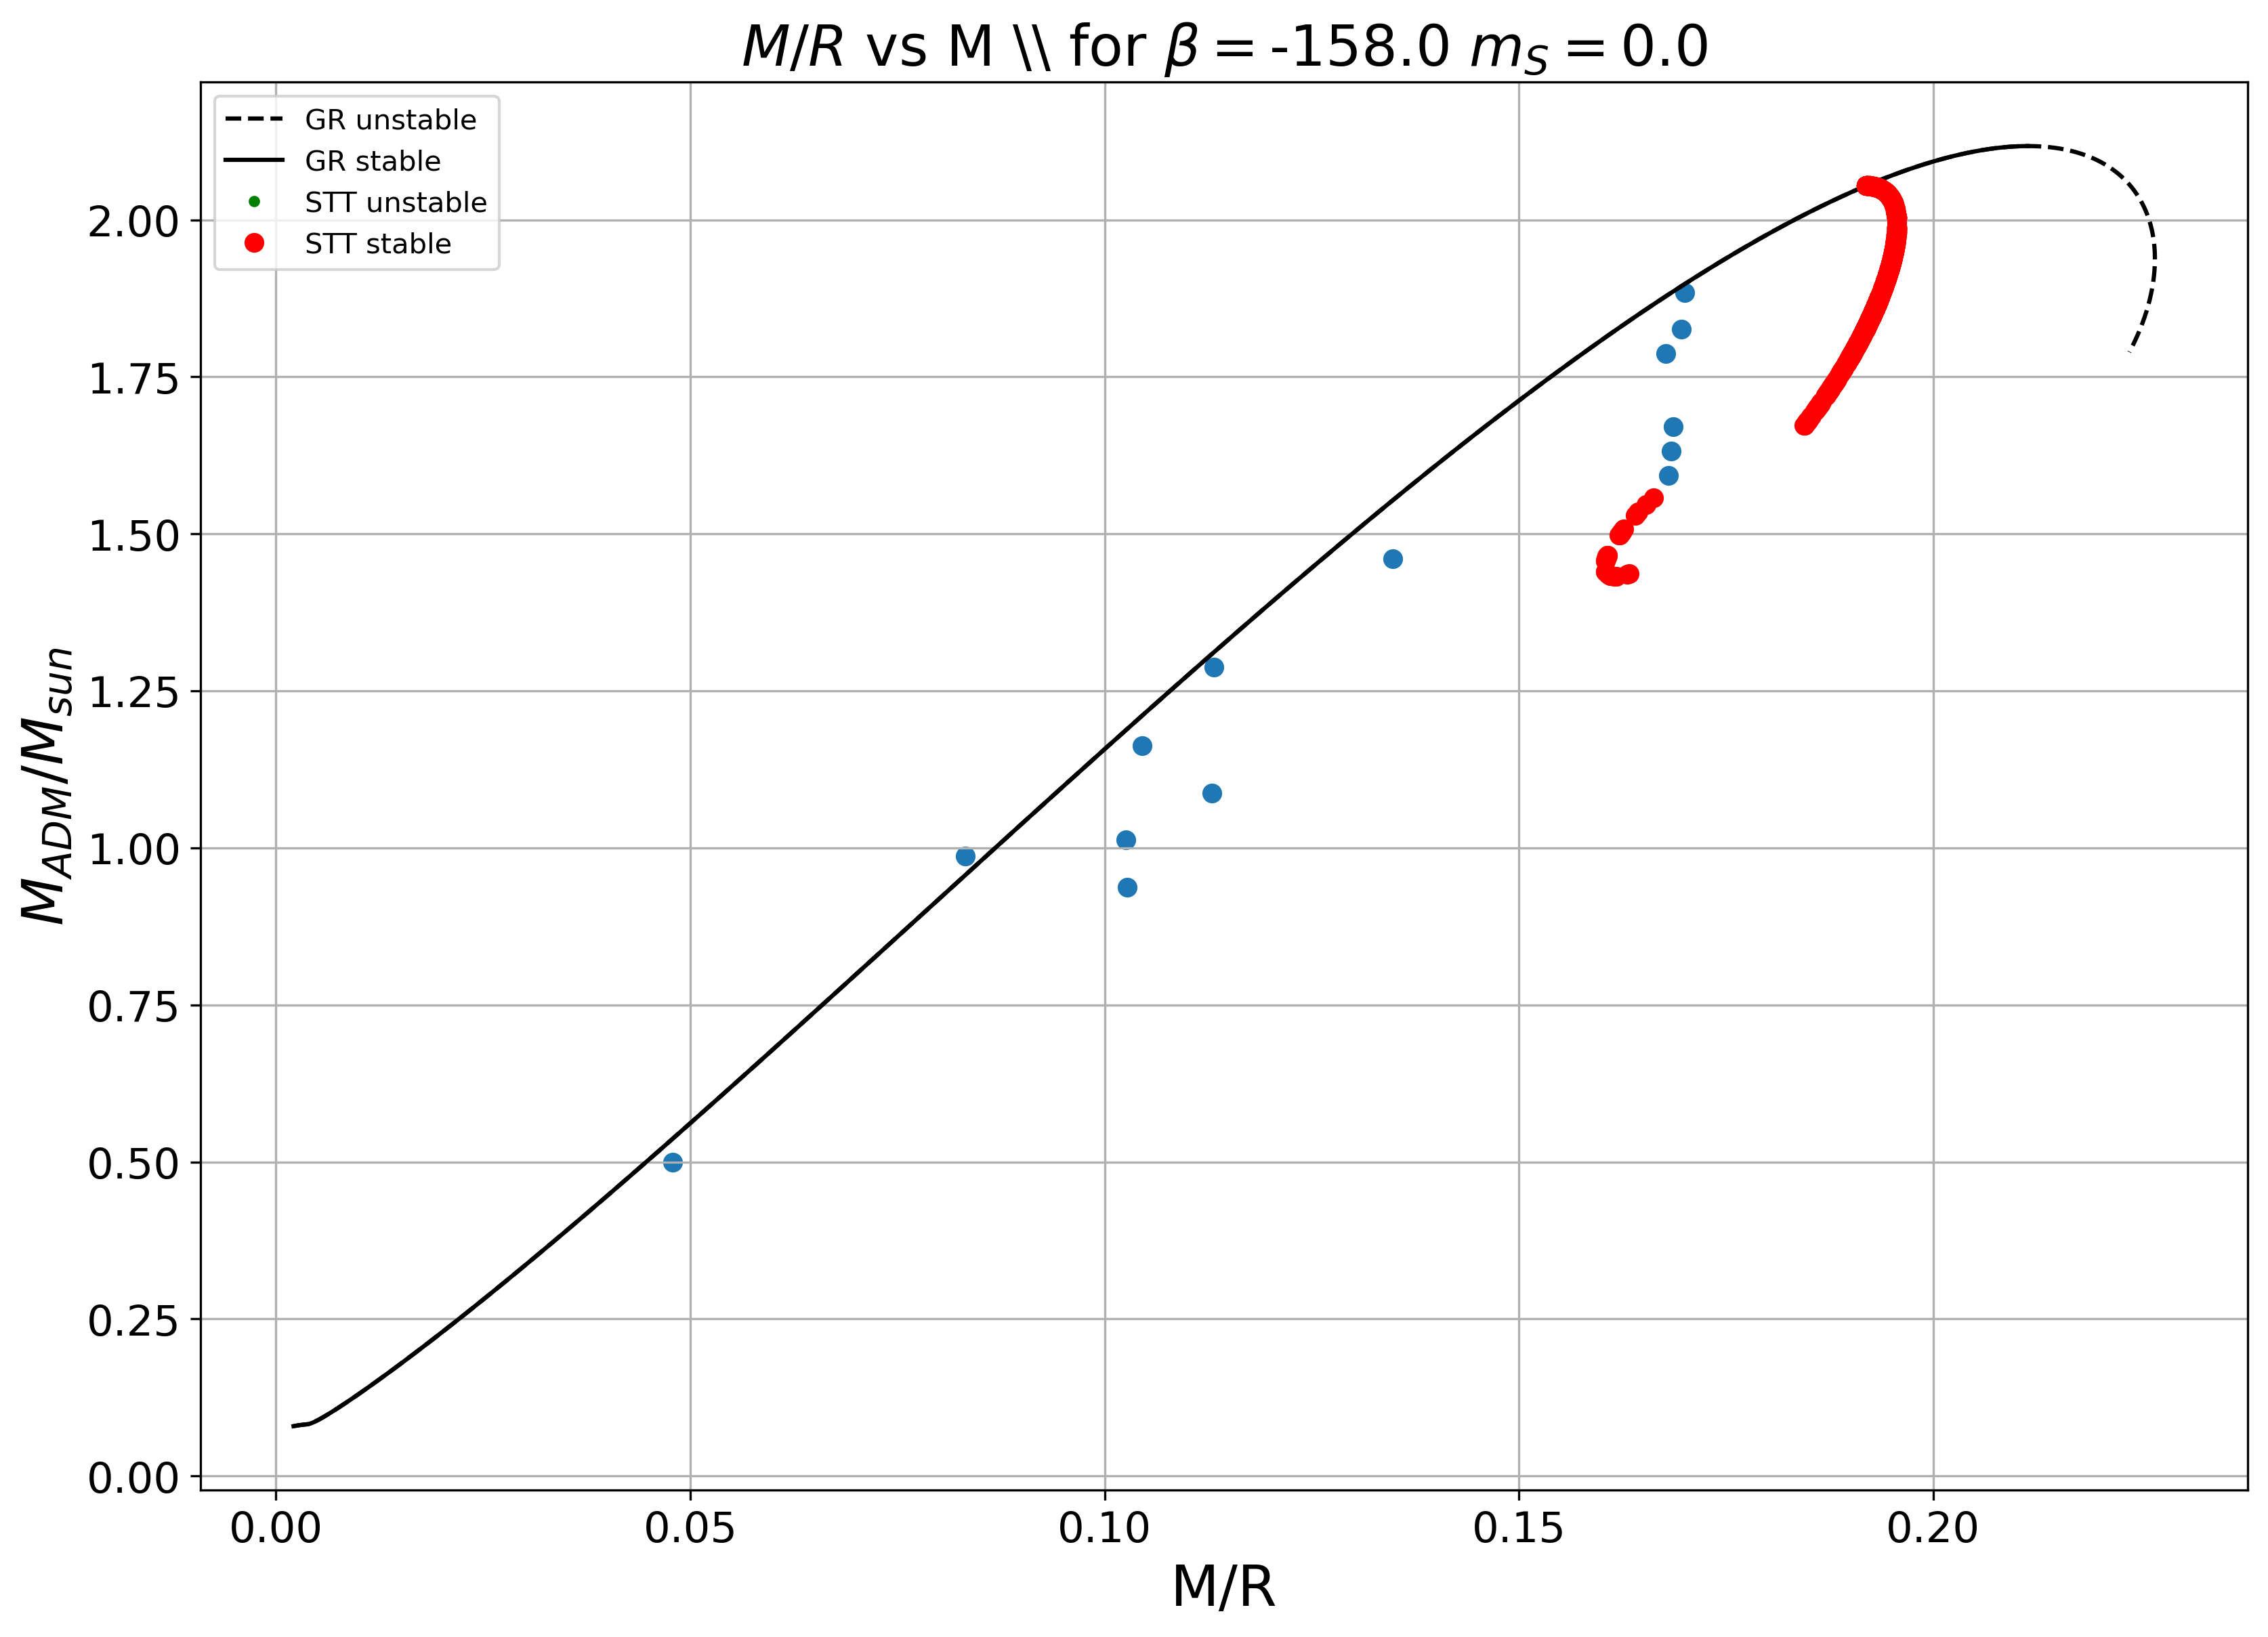 M/R vs M \\ for β = -158.0 m_S = 0.0
GR unstable
GR stable
STT unstable
STT stable
M_ADM/M_sun
2.00
1.75
1.50
1.25
1.00
0.75
0.50
0.25
0.00
0.00 0.05 0.10 0.15 0.20
M/R